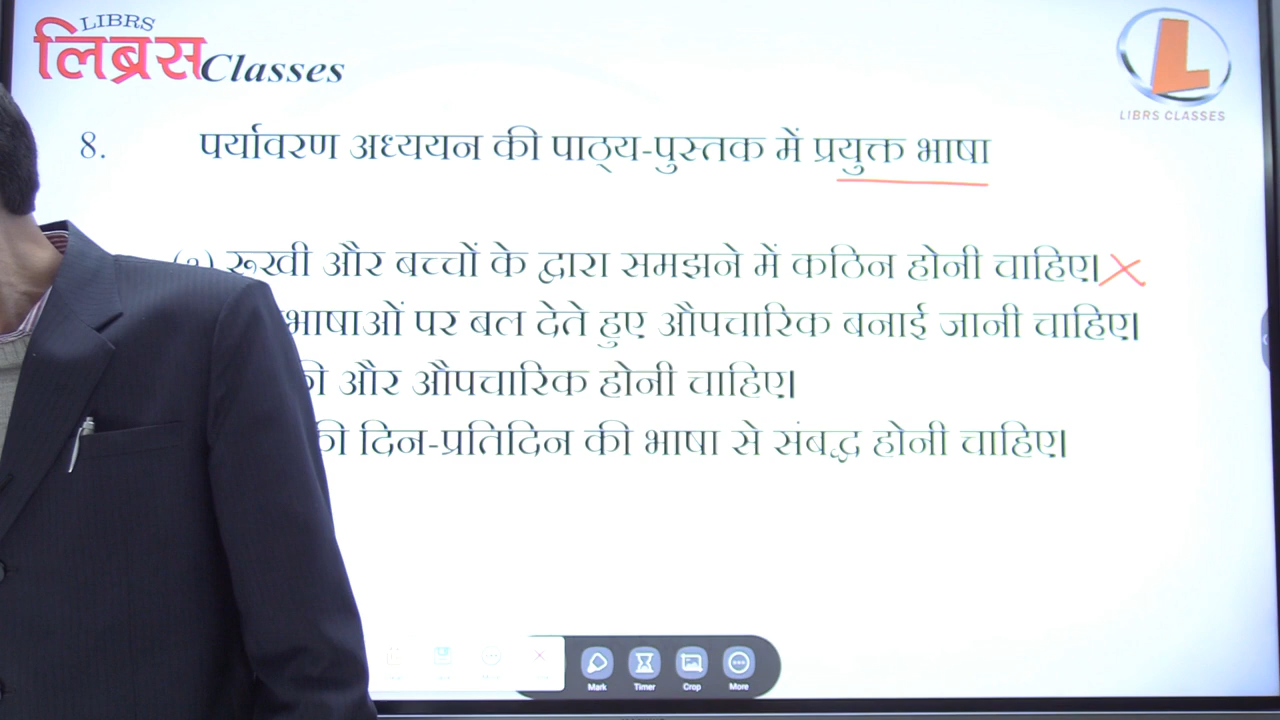 LIBRS
लिब्रस Classes
L
LIBRS CLASSES
8. पर्यावरण अध्ययन की पाठ्य-पुस्तक में प्रयुक्त भाषा
रूखी और बच्चों के द्वारा समझने में कठिन होनी चाहिए।
भाषाओं पर बल देते हुए औपचारिक बनाई जानी चाहिए।
और औपचारिक होनी चाहिए।
की दिन-प्रतिदिन की भाषा से संबद्ध होनी चाहिए।
Mark Timer Crop More